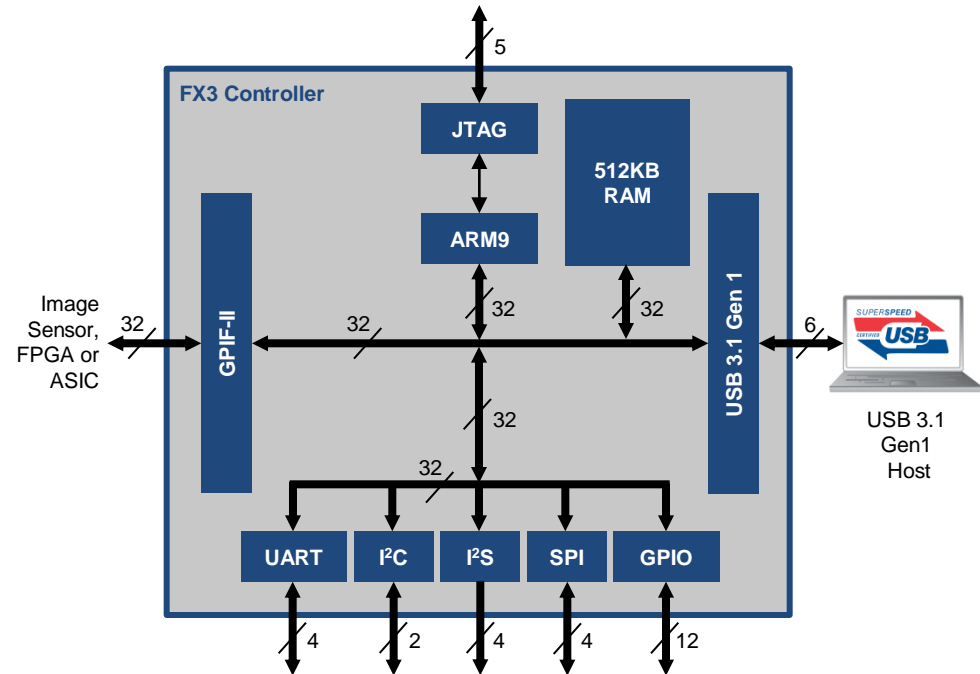 5
FX3 Controller
JTAG
512KB
RAM
ARM9
32
32
Image
Sensor,
FPGA or
ASIC
32
GPIF-II
32
USB 3.1 Gen 1
6
SUPERSPEED
CERTIFIED
USB
USB 3.1
Gen1
Host
32
32
UART
I²C
I²S
SPI
GPIO
4
2
4
4
12